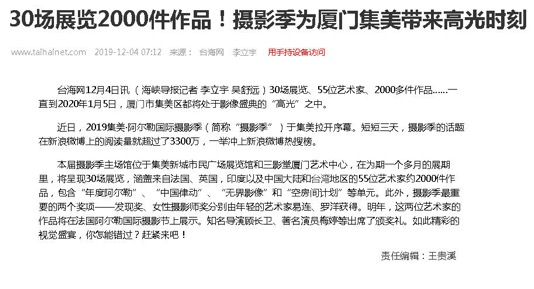 30场展览2000件作品！摄影季为厦门集美带来高光时刻
www.taihainet.com 2019-12-04 07:12 来源： 台海网 李立宇 用手持设备访问
台海网12月4日讯 （海峡导报记者 李立宇 吴舒远）30场展览、55位艺术家、2000多件作品……一
直到2020年1月5日，厦门市集美区都将处于影像盛典的“高光”之中。
近日，2019集美·阿尔勒国际摄影季（简称“摄影季”）于集美拉开序幕。短短三天，摄影季的话题
在新浪微博上的阅读量就超过了3300万，一举冲上新浪微博热搜榜。
本届摄影季主场馆位于集美新城市民广场展览馆和三影堂厦门艺术中心，在为期一个多月的展期
里，将呈现30场展览，涵盖来自法国、英国，印度以及中国大陆和台湾地区的55位艺术家约2000件作
品，包含“年度阿尔勒”、“中国律动”、“无界影像”和“空房间计划”等单元。此外，摄影季最重
要的两个奖项——发现奖、女性摄影师奖分别由年轻的艺术家易连、罗洋获得。明年，这两位艺术家的
作品将在法国阿尔勒国际摄影节上展示。知名导演顾长卫、著名演员梅婷等出席了颁奖礼。如此精彩的
视觉盛宴，你怎能错过？赶紧来吧！
责任编辑：王贵溪